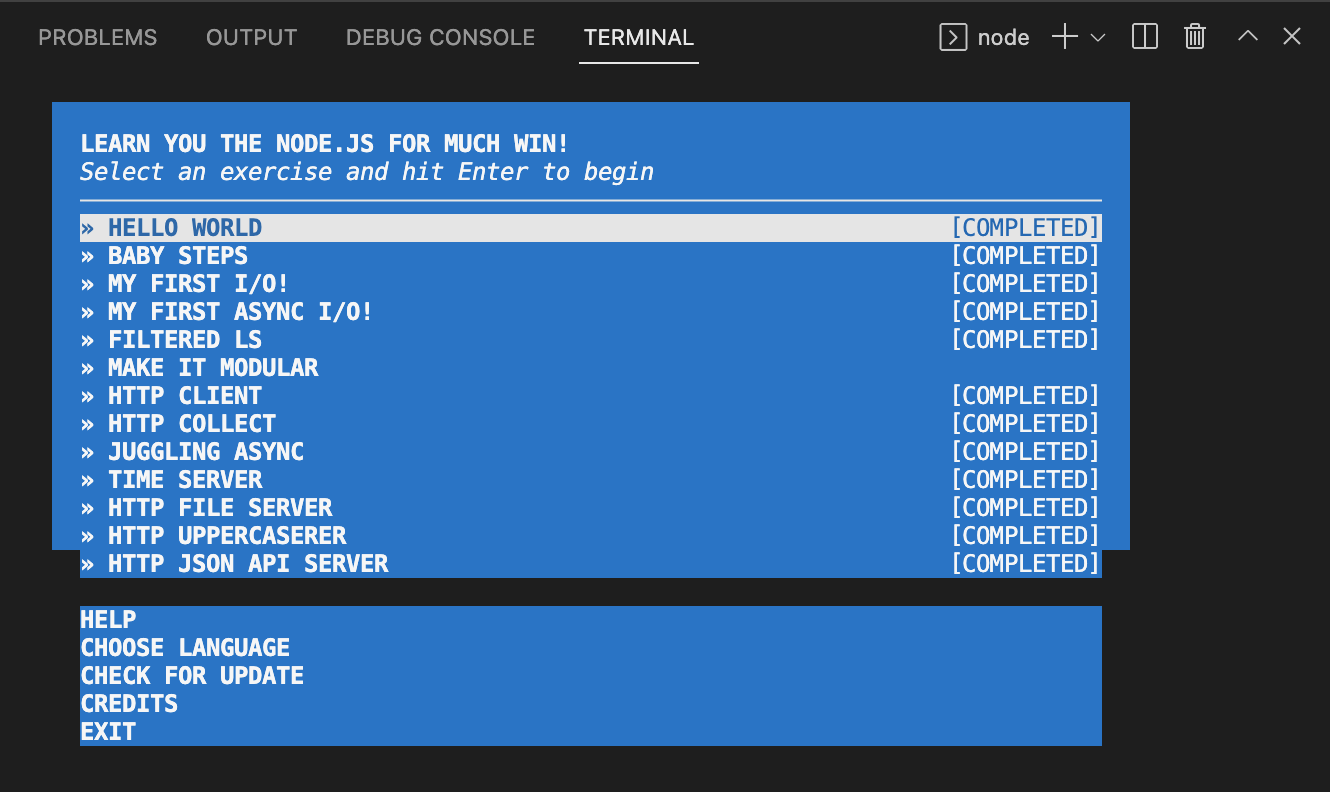 PROBLEMS OUTPUT DEBUG CONSOLE TERMINAL node
LEARN YOU THE NODE.JS FOR MUCH WIN!
Select an exercise and hit Enter to begin
» HELLO WORLD [COMPLETED]
» BABY STEPS [COMPLETED]
» MY FIRST I/O! [COMPLETED]
» MY FIRST ASYNC I/O! [COMPLETED]
» FILTERED LS [COMPLETED]
» MAKE IT MODULAR
» HTTP CLIENT [COMPLETED]
» HTTP COLLECT [COMPLETED]
» JUGGLING ASYNC [COMPLETED]
» TIME SERVER [COMPLETED]
» HTTP FILE SERVER [COMPLETED]
» HTTP UPPERCASERER [COMPLETED]
» HTTP JSON API SERVER [COMPLETED]
HELP
CHOOSE LANGUAGE
CHECK FOR UPDATE
CREDITS
EXIT